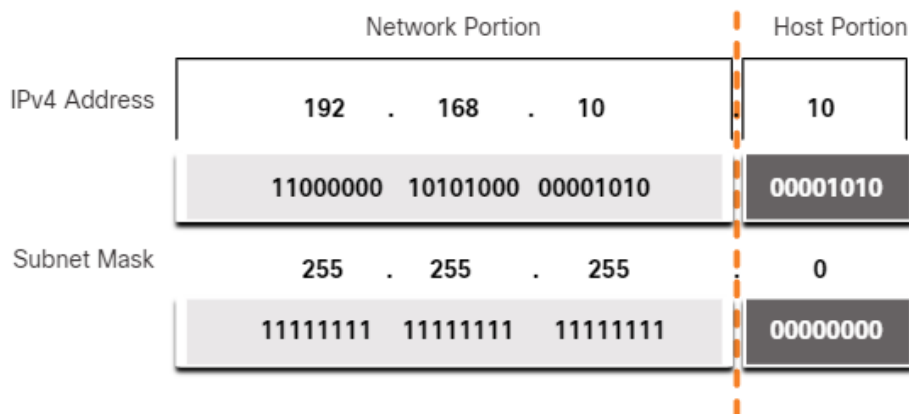 Network Portion Host Portion
IPv4 Address 192 . 168 . 10 . 10
11000000 10101000 00001010 00001010
Subnet Mask 255 . 255 . 255 . 0
11111111 11111111 11111111 00000000